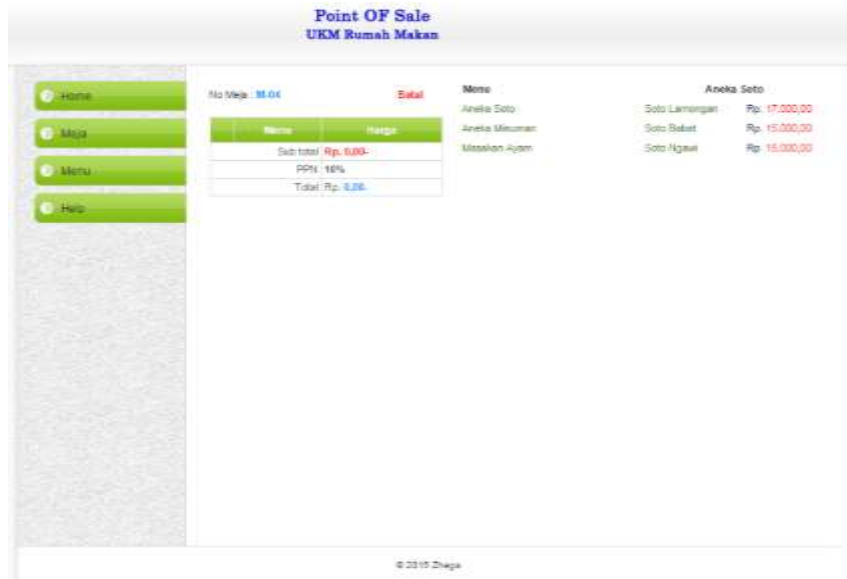 Point OF Sale
UKM Rumah Makan
Home
Meja
Menu
Help
No Meja : M-04
Batal
Menu Harga
Sub total Rp. 0,00-
PPN 10%
Total Rp. 0,00-
Menu
Aneka Soto
Aneka Minuman
Masakan Ayam
Aneka Soto
Soto Lamongan Rp. 17.000,00
Soto Babat Rp. 15.000,00
Soto Ngawi Rp. 15.000,00
© 2015 Zhega